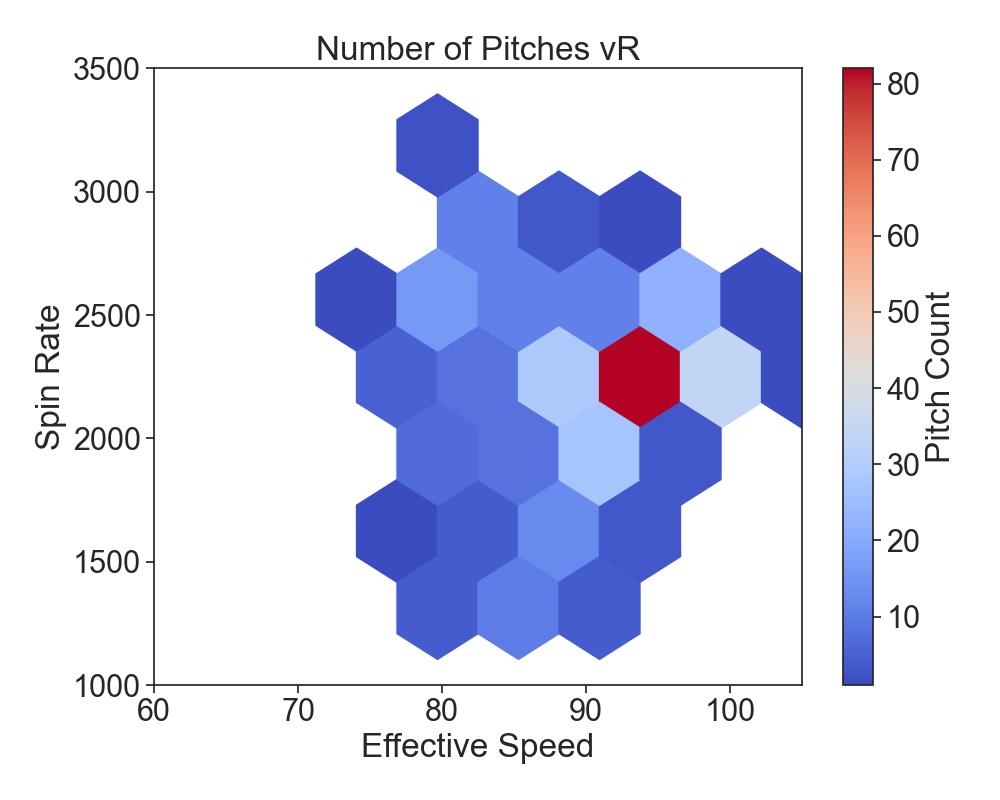 Number of Pitches vR
3500
3000
2500
2000
1500
1000
Spin Rate
60 70 80 90 100
Effective Speed
80
70
60
50
40
30
20
10
Pitch Count